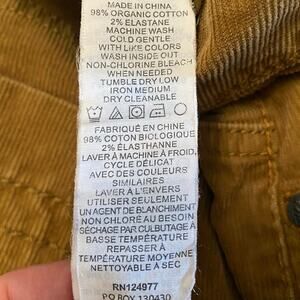 MADE IN CHINA
98% ORGANIC COTTON
2% ELASTANE
MACHINE WASH
COLD GENTLE
WITH LIKE COLORS
WASH INSIDE OUT
NON-CHLORINE BLEACH
WHEN NEEDED
TUMBLE DRY LOW
IRON MEDIUM
DRY CLEANABLE
FABRIQUÉ EN CHINE
98% COTON BIOLOGIQUE
2% ÉLASTHANNE
LAVER À MACHINE À FROID,
CYCLE DÉLICAT
AVEC DES COULEURS
SIMILAIRES
LAVER À L'ENVERS
UTILISER SEULEMENT
UN AGENT DE BLANCHIMENT
NON CHLORÉ AU BESOIN
SÉCHAGE PAR CULBUTAGE À
BASSE TEMPÉRATURE
REPASSER À
TEMPÉRATURE MOYENNE
NETTOYABLE À SEC
RN124977
PO BOX 130430